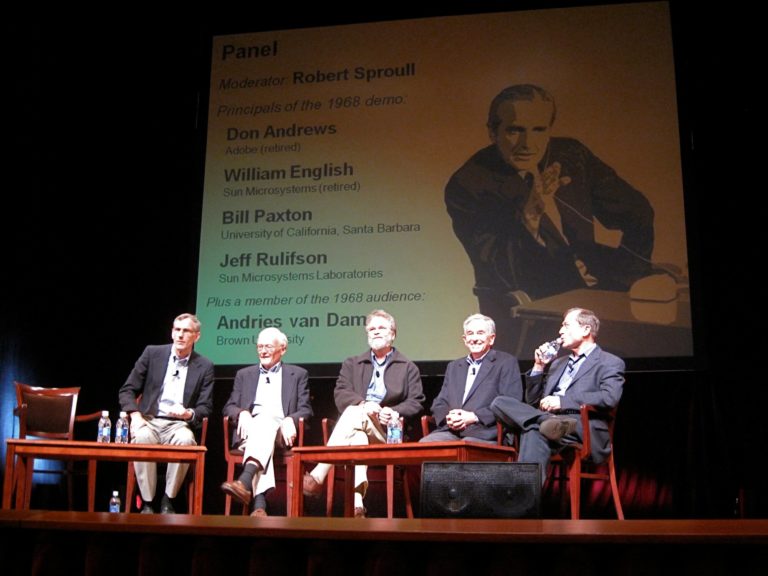 Panel
Moderator: Robert Sproull
Principals of the 1968 demo:
Don Andrews
Adobe (retired)
William English
Sun Microsystems (retired)
Bill Paxton
University of California, Santa Barbara
Jeff Rulifson
Sun Microsystems Laboratories
Plus a member of the 1968 audience:
Andries van Dam
Brown University